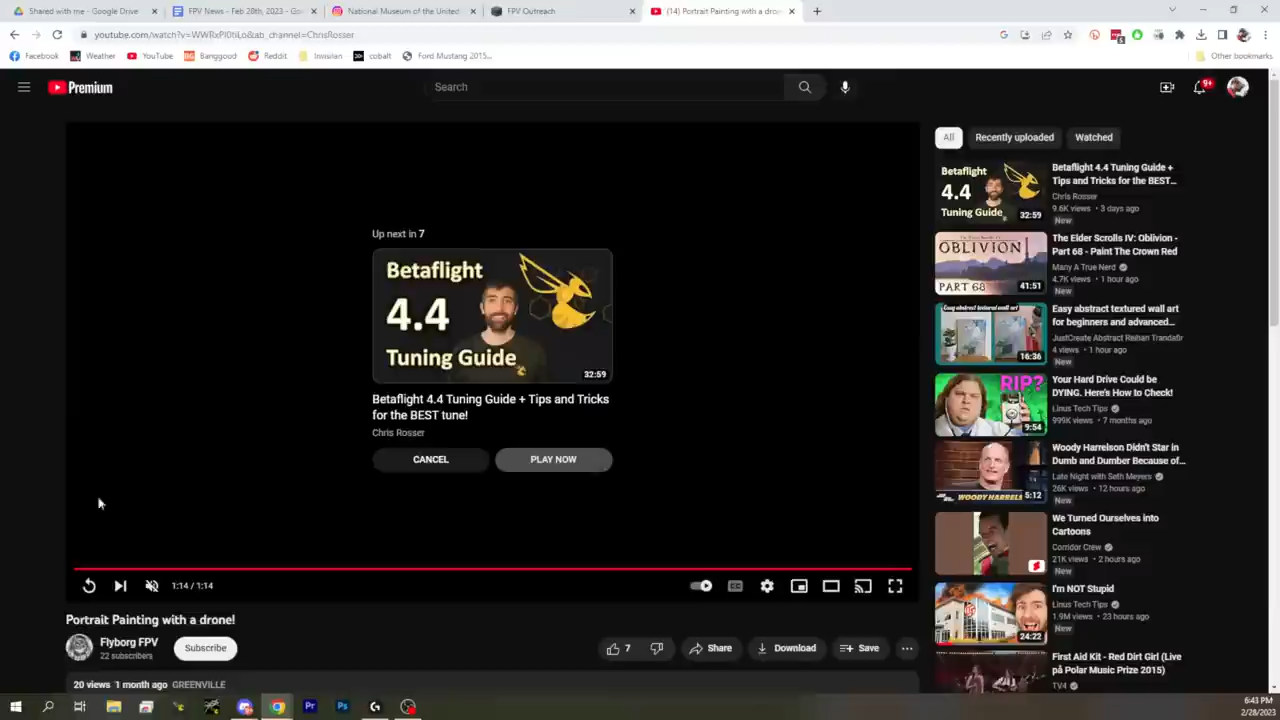 Shared with me - Google Drive
FPV News - Feb 28th, 2023 - Go
National Museum of the United
FPV Outreach
(14) Portrait Painting with a dron
youtube.com/watch?v=WWRxPl0tiLo&ab_channel=ChrisRosser
Facebook
Weather
YouTube
Banggood
Reddit
Invisilan
cobalt
Ford Mustang 2015...
Other bookmarks
Premium
Search
9+
All
Recently uploaded
Watched
Up next in 7
Betaflight
4.4
Tuning Guide
32:59
Betaflight 4.4 Tuning Guide + Tips and Tricks
for the BEST tune!
Chris Rosser
CANCEL
PLAY NOW
1:14 / 1:14
CC
Portrait Painting with a drone!
Flyborg FPV
22 subscribers
Subscribe
7
Share
Download
Save
20 views 1 month ago GREENVILLE
Betaflight
4.4
Tuning Guide
32:59
Betaflight 4.4 Tuning Guide +
Tips and Tricks for the BEST...
Chris Rosser
9.6K views • 3 days ago
New
OBLIVION
PART 68
41:51
The Elder Scrolls IV: Oblivion -
Part 68 - Paint The Crown Red
Many A True Nerd
4.7K views • 1 hour ago
New
Easy abstract textured wall art
16:36
Easy abstract textured wall art
for beginners and advanced...
JustCreate Abstract Reihan Trandafir
4 views • 1 hour ago
New
RIP?
9:54
Your Hard Drive Could be
DYING. Here's How to Check!
Linus Tech Tips
999K views • 7 months ago
WOODY HARRELS
5:12
Woody Harrelson Didn't Star in
Dumb and Dumber Because of...
Late Night with Seth Meyers
26K views • 12 hours ago
New
We Turned Ourselves into
Cartoons
Corridor Crew
21K views • 2 hours ago
New
24:22
I'm NOT Stupid
Linus Tech Tips
1.9M views • 23 hours ago
New
First Aid Kit - Red Dirt Girl (Live
på Polar Music Prize 2015)
TV4
6:43 PM
2/28/2023